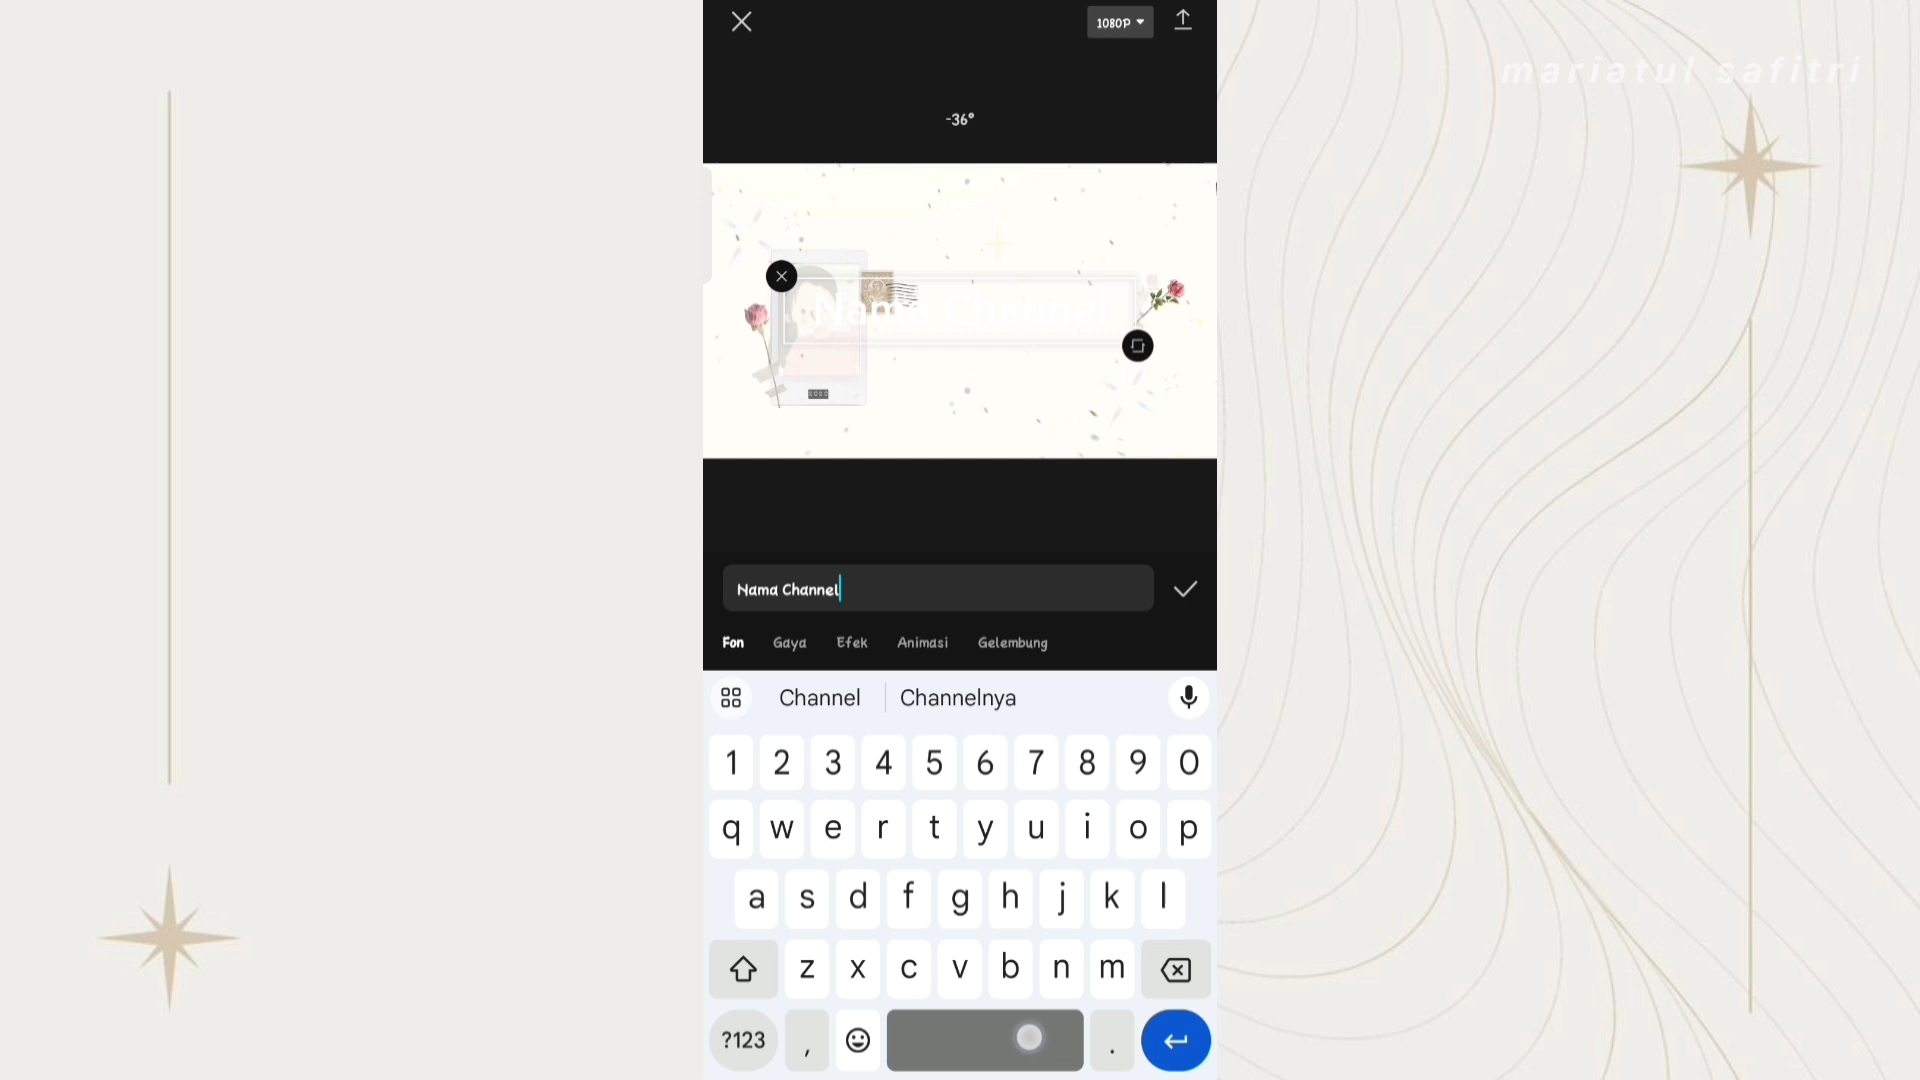 1080P
mariatul safitri
-36°
Nama Channel
2020
Nama Channel
Fon Gaya Efek Animasi Gelembung
Channel Channelnya
1 2 3 4 5 6 7 8 9 0
q w e r t y u i o p
a s d f g h j k l
z x c v b n m
?123 , .